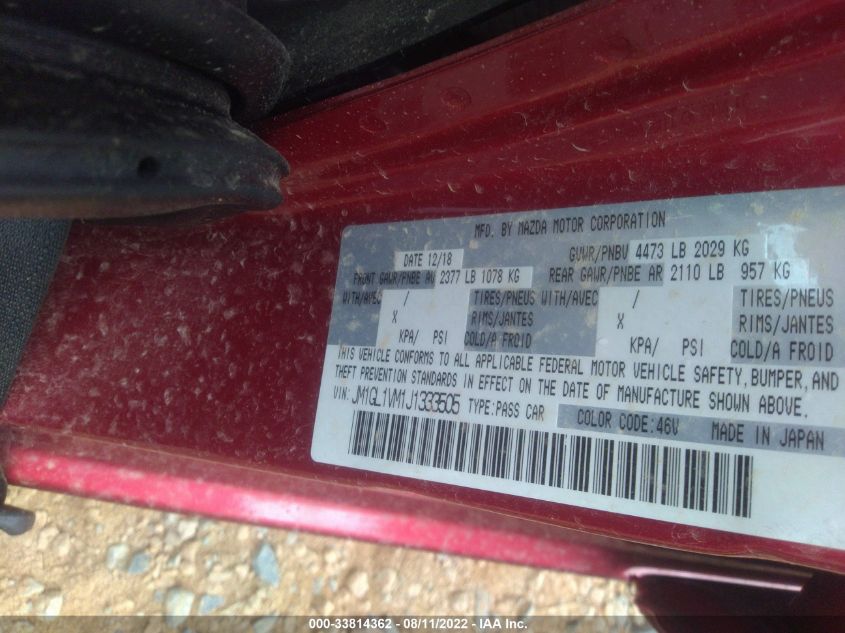 MFD. BY MAZDA MOTOR CORPORATION
DATE 12/18 GVWR/PNBV 4473 LB 2029 KG
FRONT GAWR/PNBE AV 2377 LB 1078 KG REAR GAWR/PNBE AR 2110 LB 957 KG
WITH/AVEC / TIRES/PNEUS WITH/AVEC / TIRES/PNEUS
X RIMS/JANTES X RIMS/JANTES
KPA/ PSI COLD/A FROID KPA/ PSI COLD/A FROID
THIS VEHICLE CONFORMS TO ALL APPLICABLE FEDERAL MOTOR VEHICLE SAFETY, BUMPER, AND
THEFT PREVENTION STANDARDS IN EFFECT ON THE DATE OF MANUFACTURE SHOWN ABOVE.
VIN: JM1GL1VM1J1333505 TYPE:PASS CAR COLOR CODE:46V MADE IN JAPAN
000-33814362 - 08/11/2022 - IAA Inc.